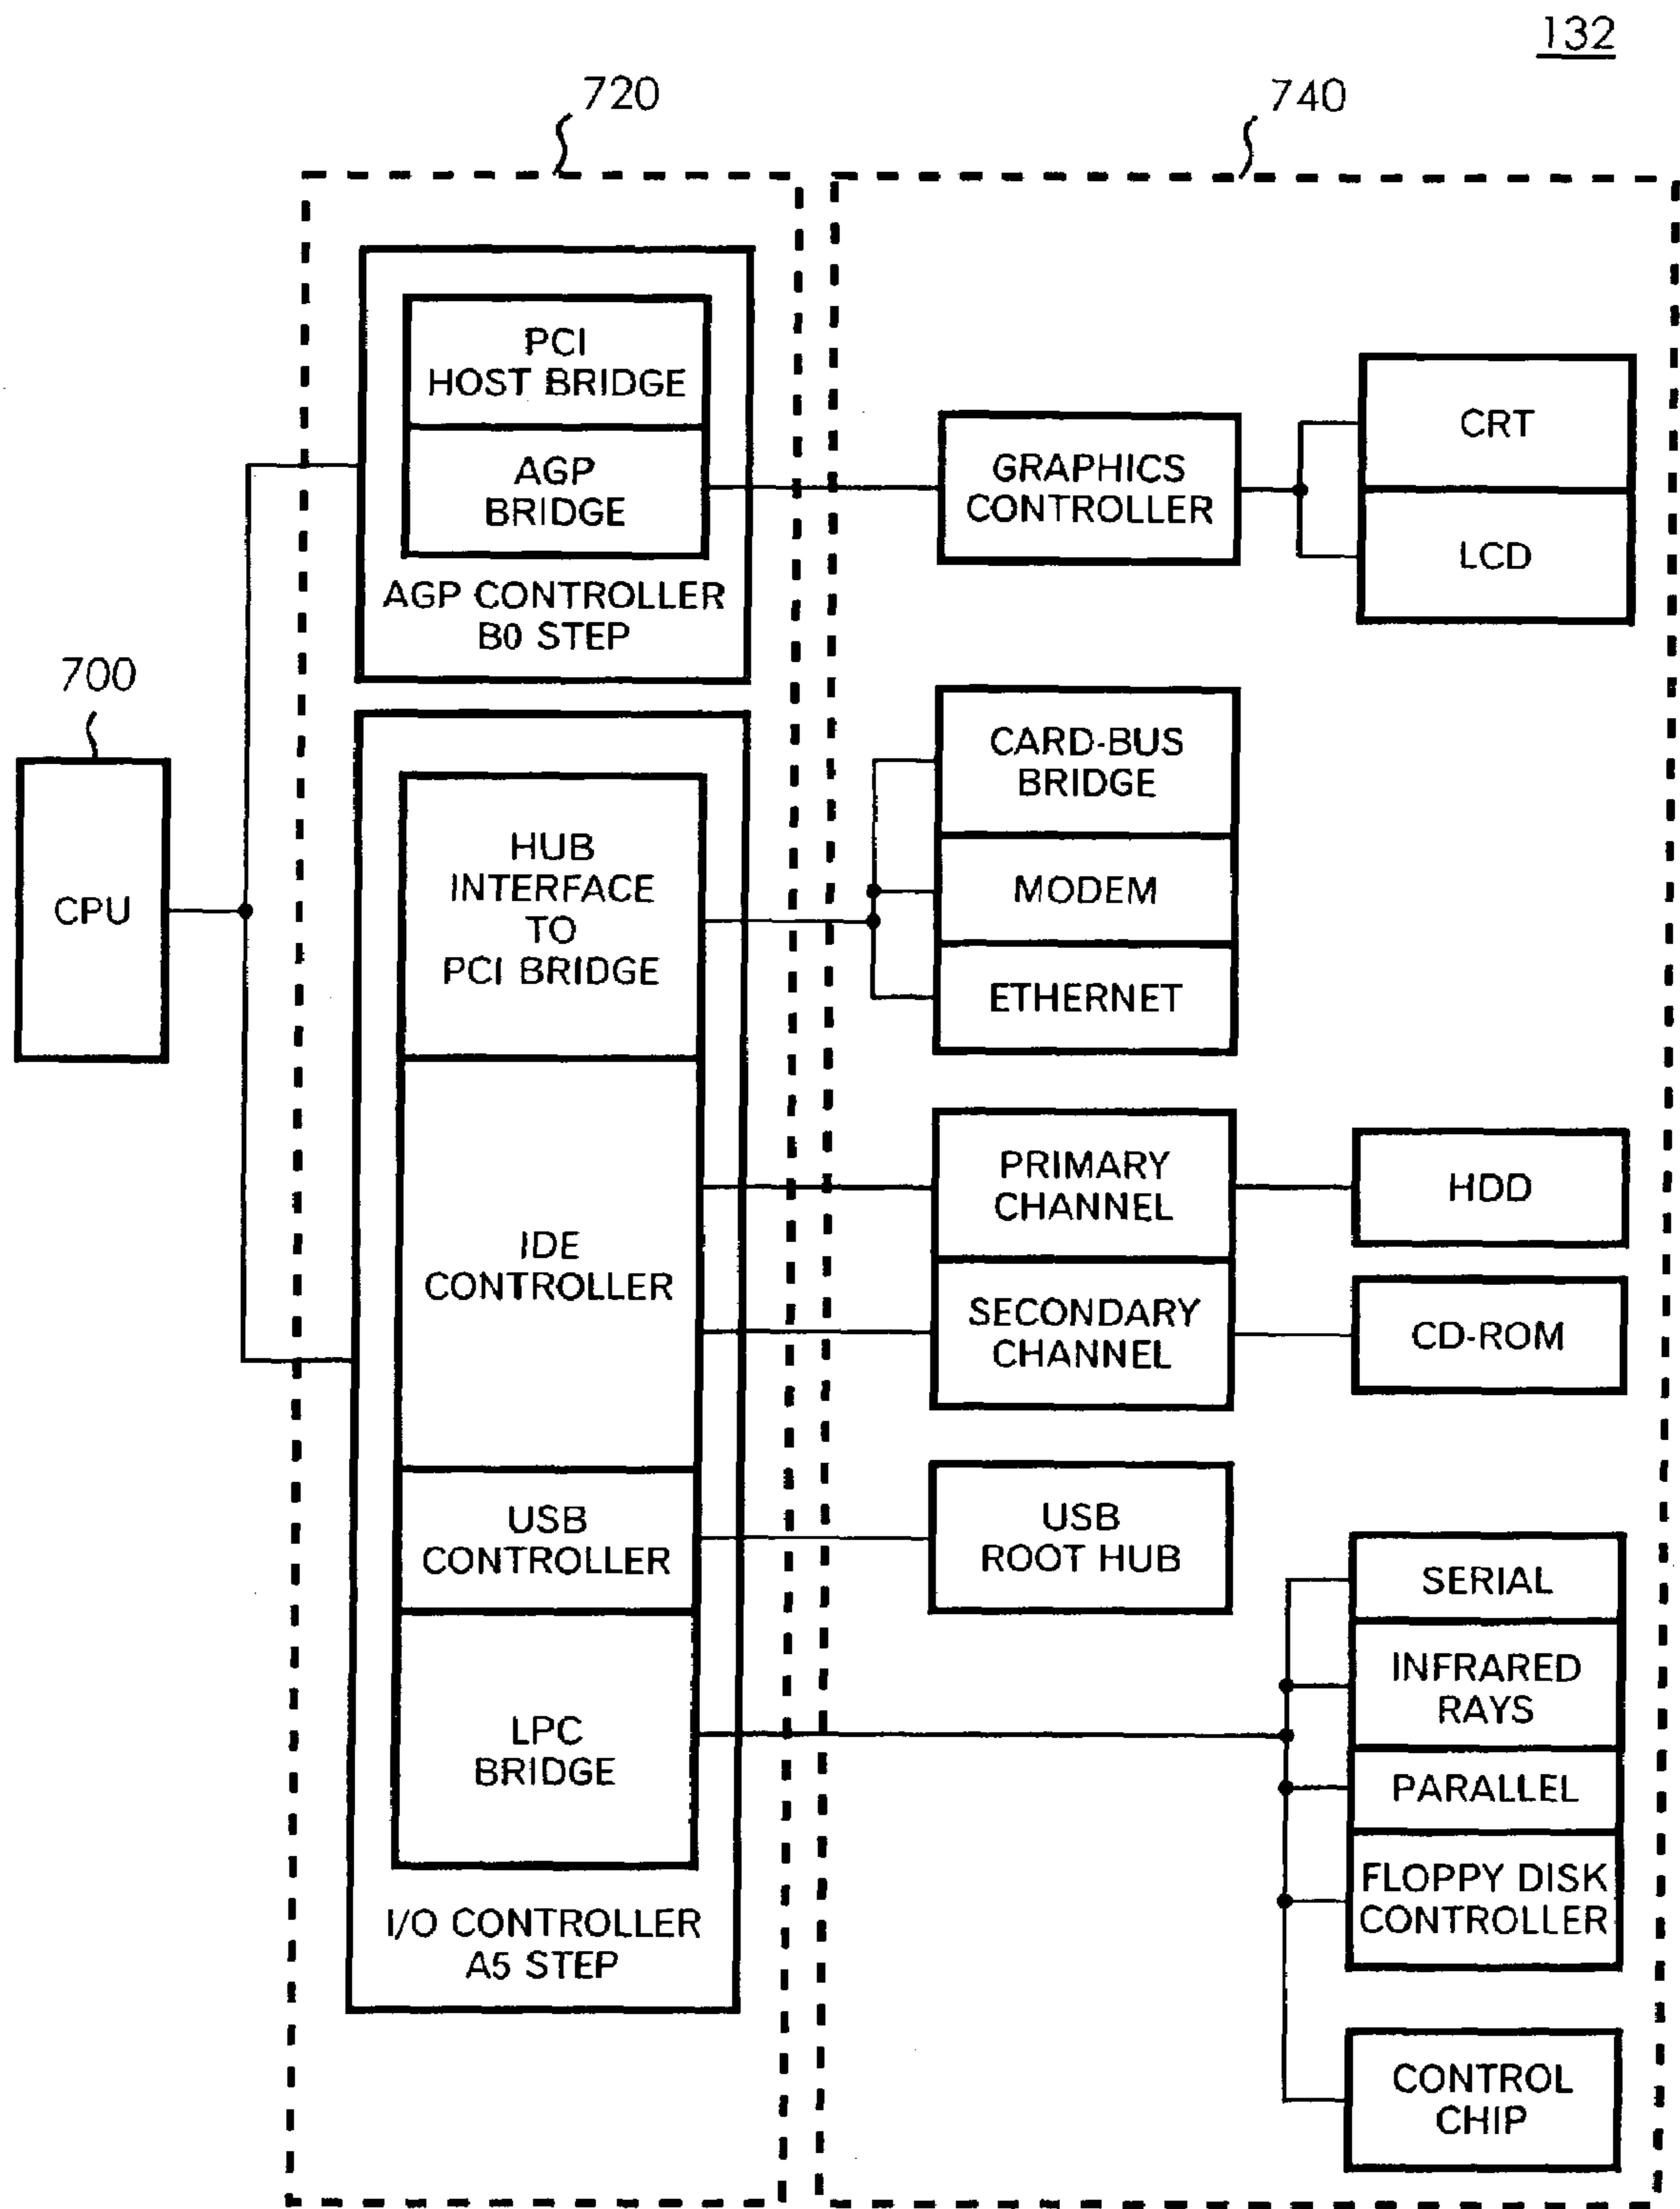 132
720
740
PCI
HOST BRIDGE
AGP
BRIDGE
AGP CONTROLLER
B0 STEP
GRAPHICS
CONTROLLER
CRT
LCD
700
CPU
HUB
INTERFACE
TO
PCI BRIDGE
IDE
CONTROLLER
USB
CONTROLLER
LPC
BRIDGE
I/O CONTROLLER
A5 STEP
CARD-BUS
BRIDGE
MODEM
ETHERNET
PRIMARY
CHANNEL
SECONDARY
CHANNEL
HDD
CD-ROM
USB
ROOT HUB
SERIAL
INFRARED
RAYS
PARALLEL
FLOPPY DISK
CONTROLLER
CONTROL
CHIP